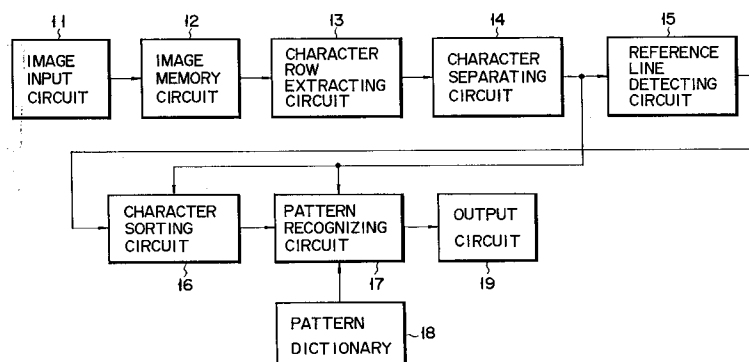 11
IMAGE
INPUT
CIRCUIT
12
IMAGE
MEMORY
CIRCUIT
13
CHARACTER
ROW
EXTRACTING
CIRCUIT
14
CHARACTER
SEPARATING
CIRCUIT
15
REFERENCE
LINE
DETECTING
CIRCUIT
CHARACTER
SORTING
CIRCUIT
16
PATTERN
RECOGNIZING
CIRCUIT
17
OUTPUT
CIRCUIT
19
PATTERN
DICTIONARY
18